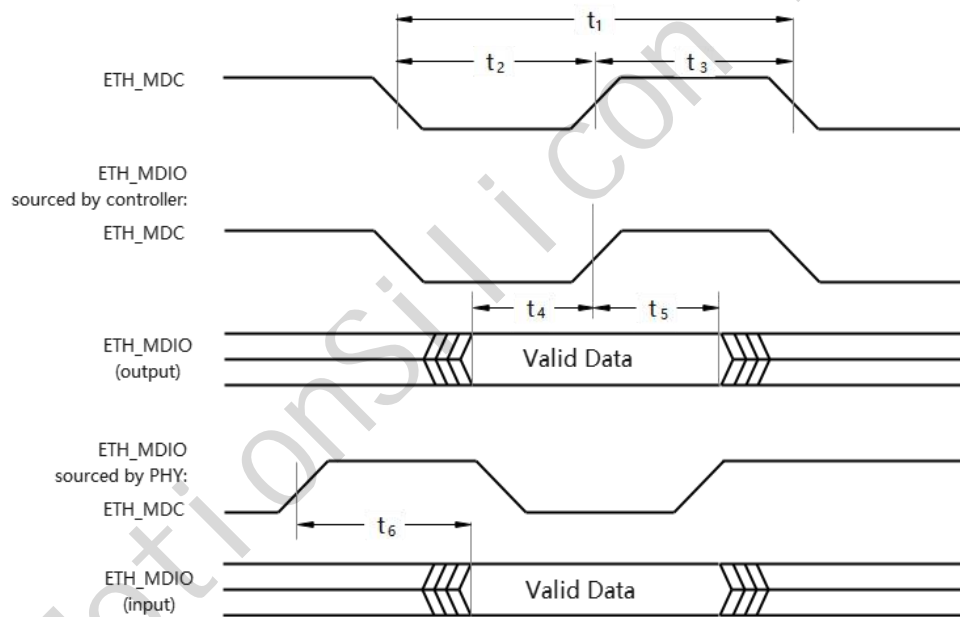 t1
t2
t3
ETH_MDC
ETH_MDIO
sourced by controller:
ETH_MDC
t4
t5
ETH_MDIO
(output)
Valid Data
ETH_MDIO
sourced by PHY:
ETH_MDC
t6
ETH_MDIO
(input)
Valid Data